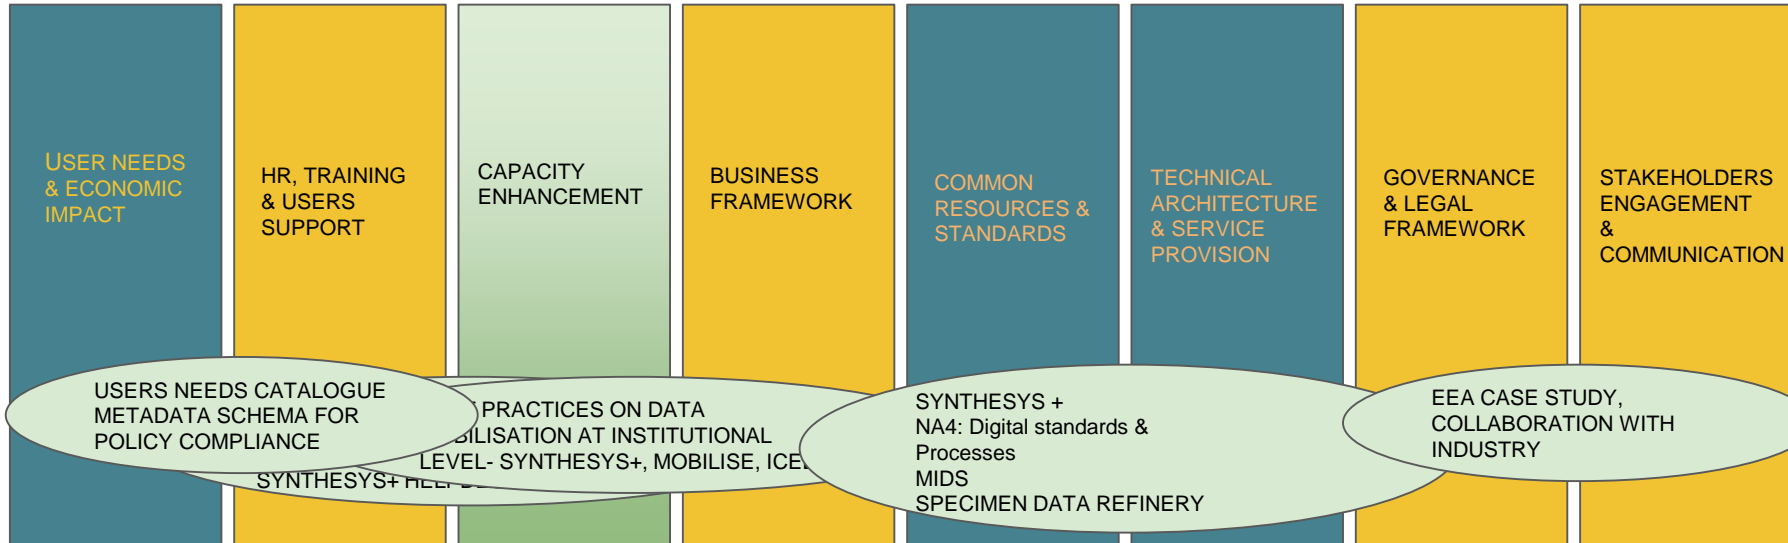 USER NEEDS
& ECONOMIC
IMPACT
HR, TRAINING
& USERS
SUPPORT
CAPACITY
ENHANCEMENT
BUSINESS
FRAMEWORK
COMMON
RESOURCES &
STANDARDS
TECHNICAL
ARCHITECTURE
& SERVICE
PROVISION
GOVERNANCE
& LEGAL
FRAMEWORK
STAKEHOLDERS
ENGAGEMENT
&
COMMUNICATION
USERS NEEDS CATALOGUE
METADATA SCHEMA FOR
POLICY COMPLIANCE
PRACTICES ON DATA
AT INSTITUTIONAL
LEVEL- SYNTHESYS+, MOBILISE,
SYNTHESYS+
SYNTHESYS +
NA4: Digital standards &
Processes
MIDS
SPECIMEN DATA REFINERY
EEA CASE STUDY,
COLLABORATION WITH
INDUSTRY